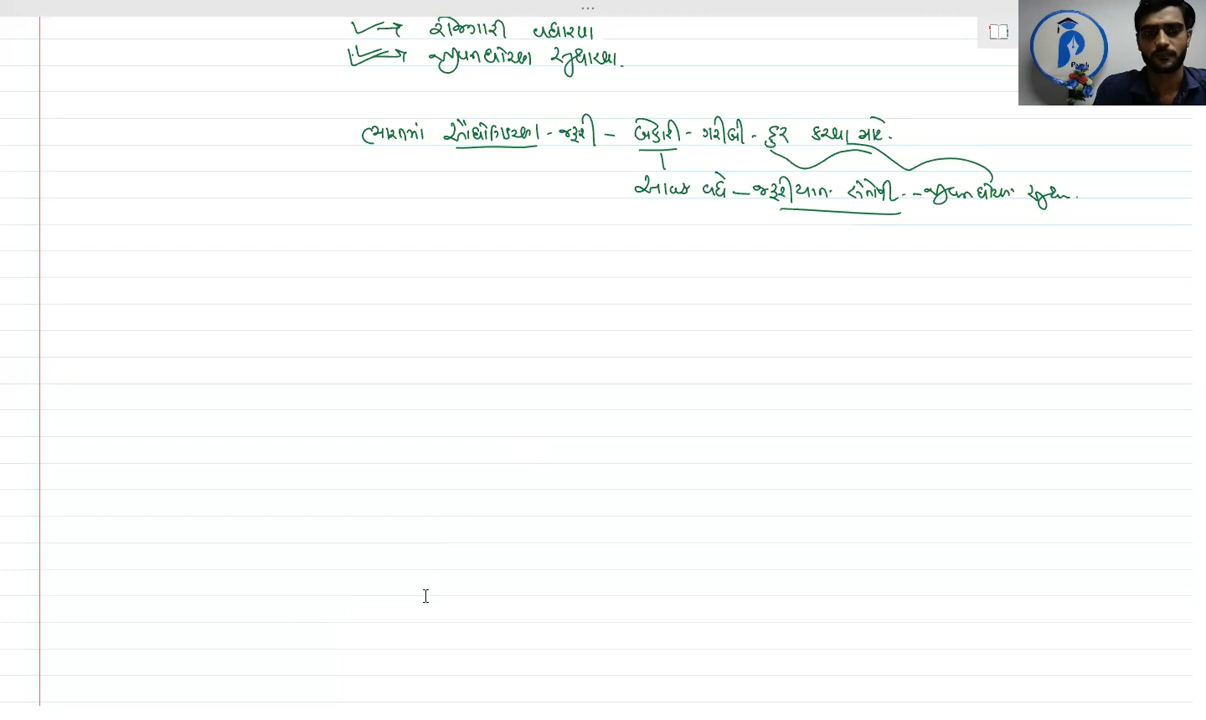 રોજગારી વધારવા
જીવનધોરણ સુધારવા.
ભારતમાં ઔદ્યોગિકરણ - જરૂરી - બેકારી - ગરીબી - દુર કરવા માટે.
આવક વધે - જરૂરીયાત સંતોષ - જીવનધોરણ સુધરે.